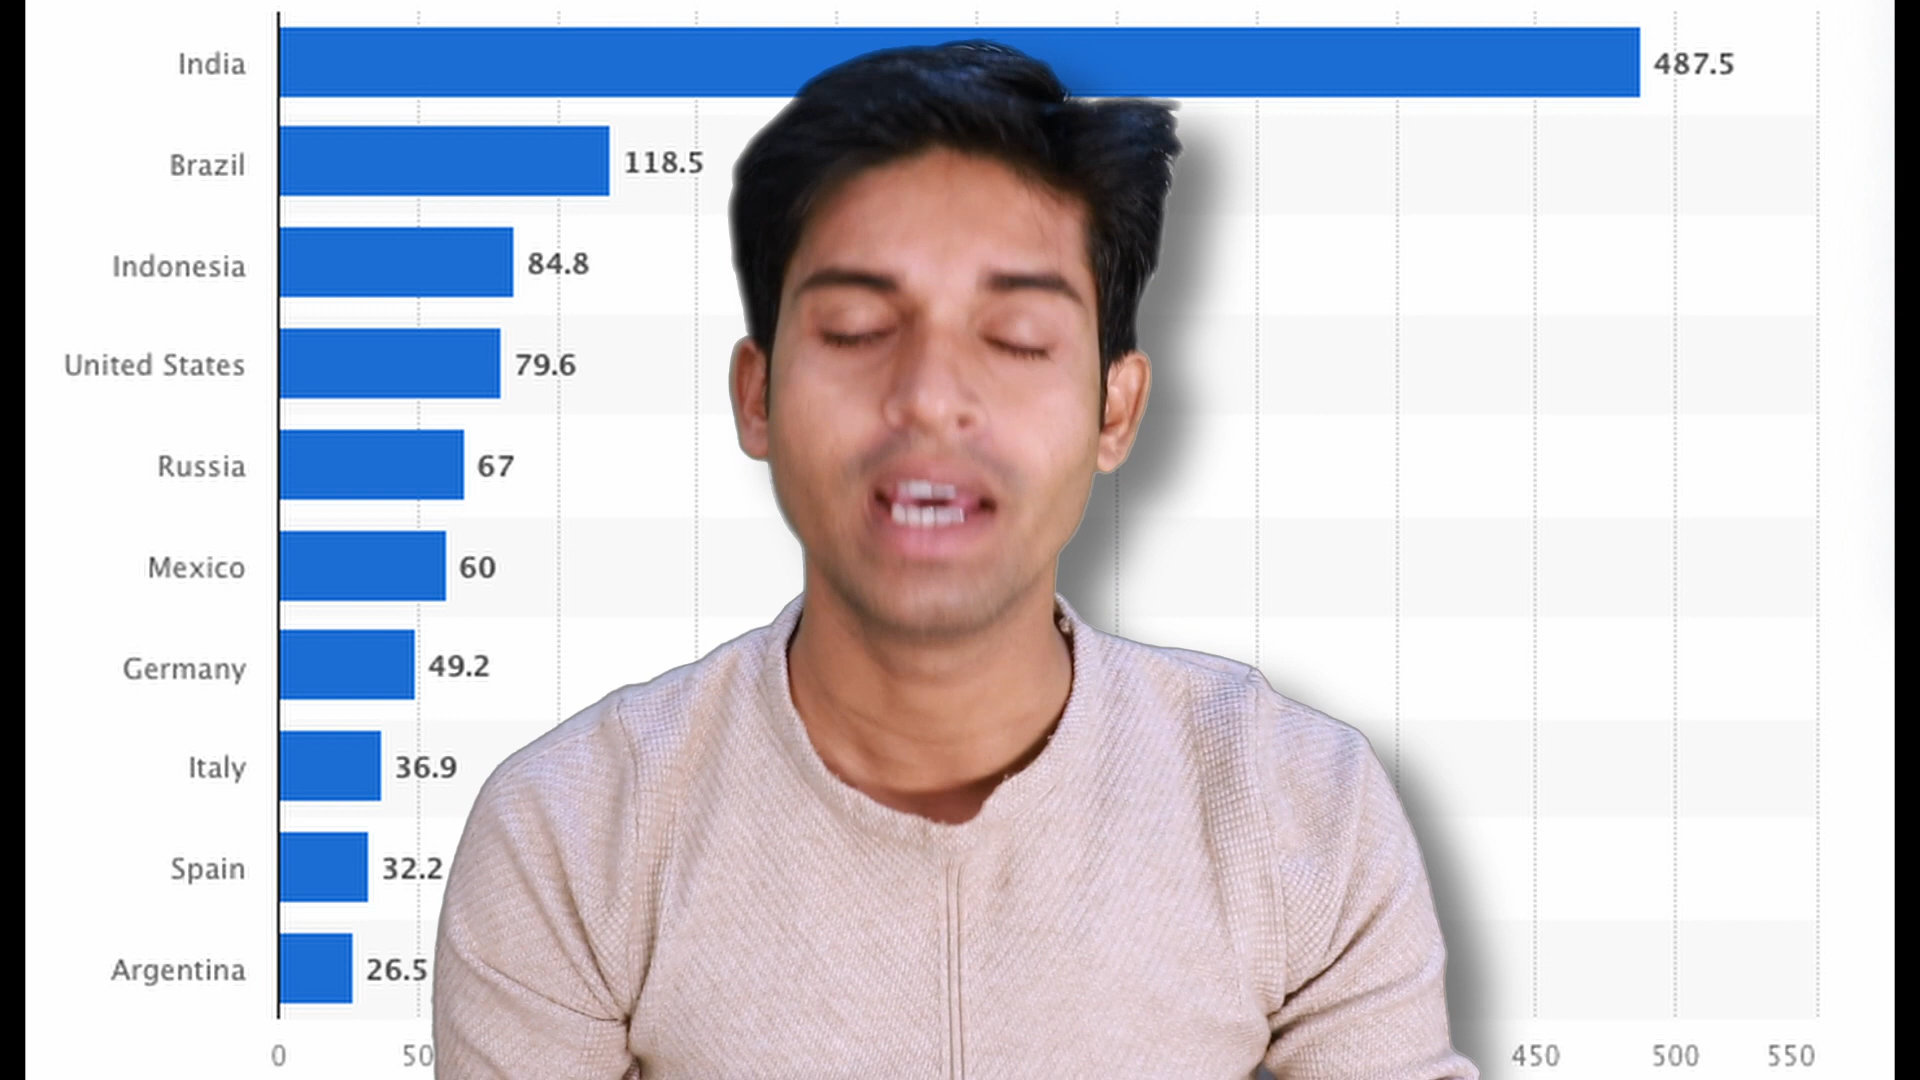 India 487.5
Brazil 118.5
Indonesia 84.8
United States 79.6
Russia 67
Mexico 60
Germany 49.2
Italy 36.9
Spain 32.2
Argentina 26.5
0 50 450 500 550